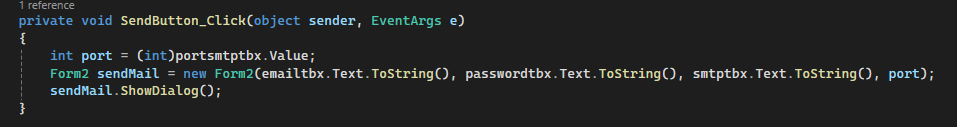 1 reference
private void SendButton_Click(object sender, EventArgs e)
{
int port = (int)portsmtptbx.Value;
Form2 sendMail = new Form2(emailtbx.Text.ToString(), passwordtbx.Text.ToString(), smtptbx.Text.ToString(), port);
sendMail.ShowDialog();
}